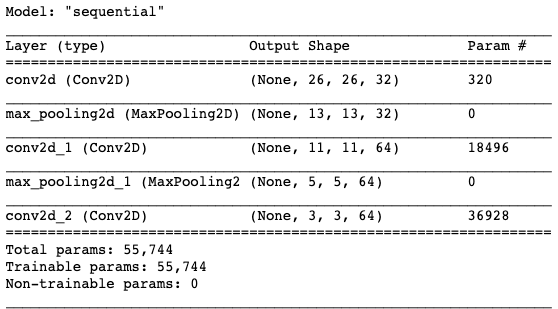 Model: "sequential"
Layer (type) Output Shape Param #
conv2d (Conv2D) (None, 26, 26, 32) 320
max_pooling2d (MaxPooling2D) (None, 13, 13, 32) 0
conv2d_1 (Conv2D) (None, 11, 11, 64) 18496
max_pooling2d_1 (MaxPooling2 (None, 5, 5, 64) 0
conv2d_2 (Conv2D) (None, 3, 3, 64) 36928
Total params: 55,744
Trainable params: 55,744
Non-trainable params: 0